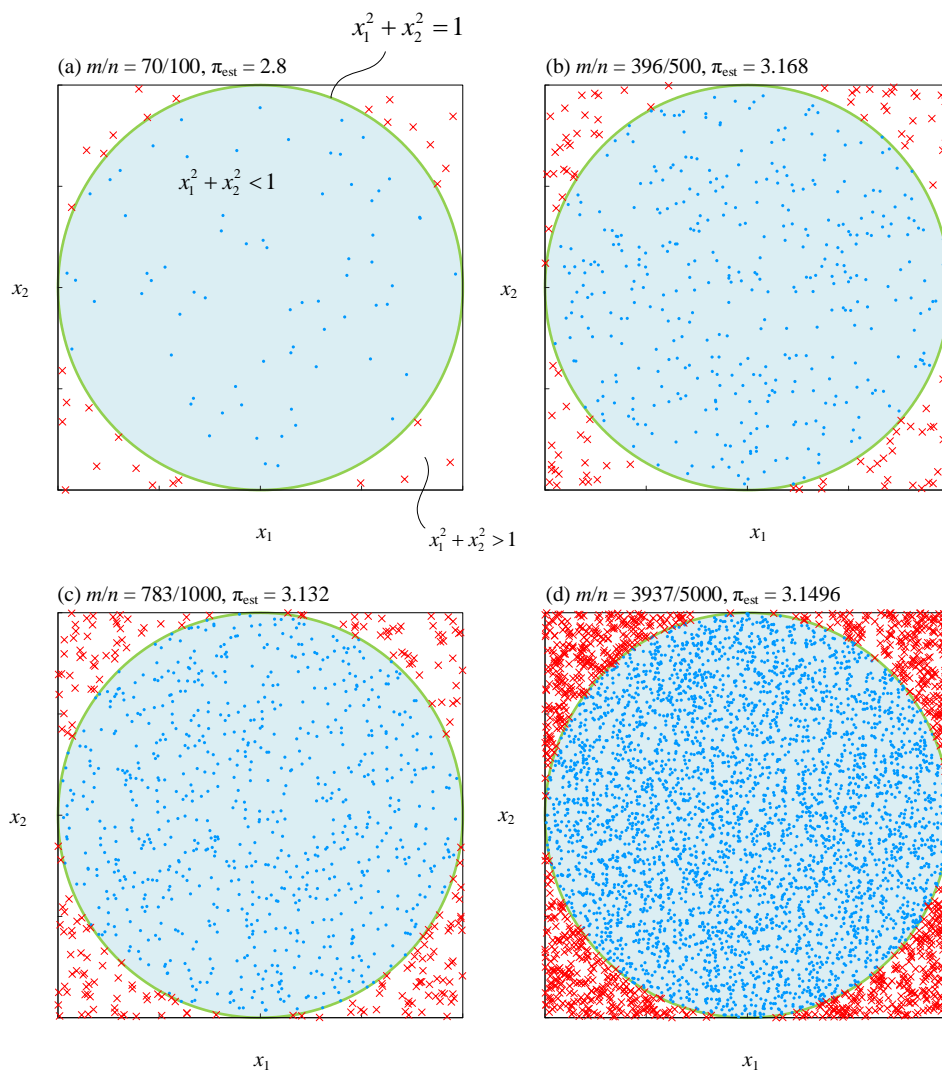 x₁² + x₂² = 1
(a) m/n = 70/100, π_est = 2.8
(b) m/n = 396/500, π_est = 3.168
x₁² + x₂² < 1
x₂
x₂
x₁
x₁
x₁² + x₂² > 1
(c) m/n = 783/1000, π_est = 3.132
(d) m/n = 3937/5000, π_est = 3.1496
x₂
x₂
x₁
x₁